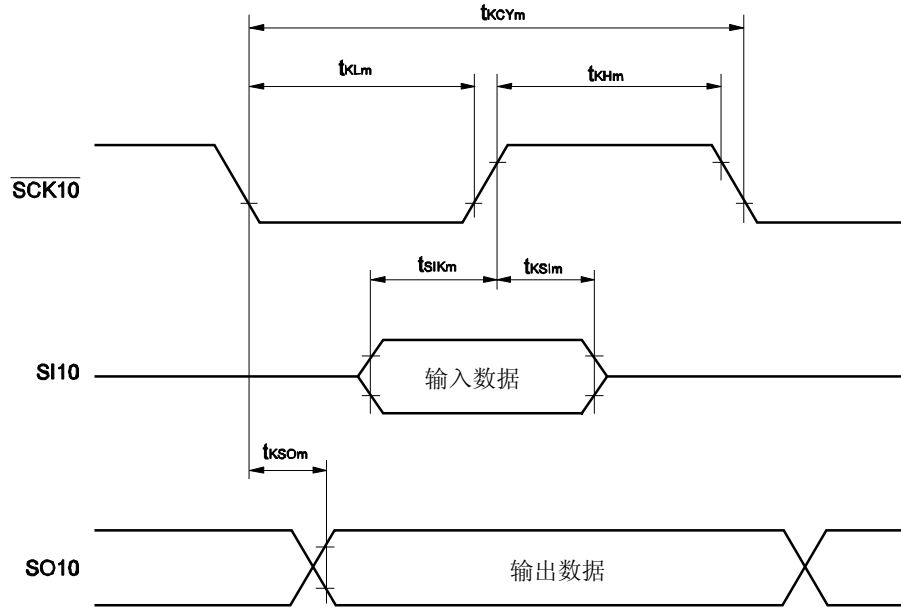 tKCYm
tKLm
tKHm
SCK10
tSIKm
tKSIm
SI10
输入数据
tKSOm
SO10
输出数据